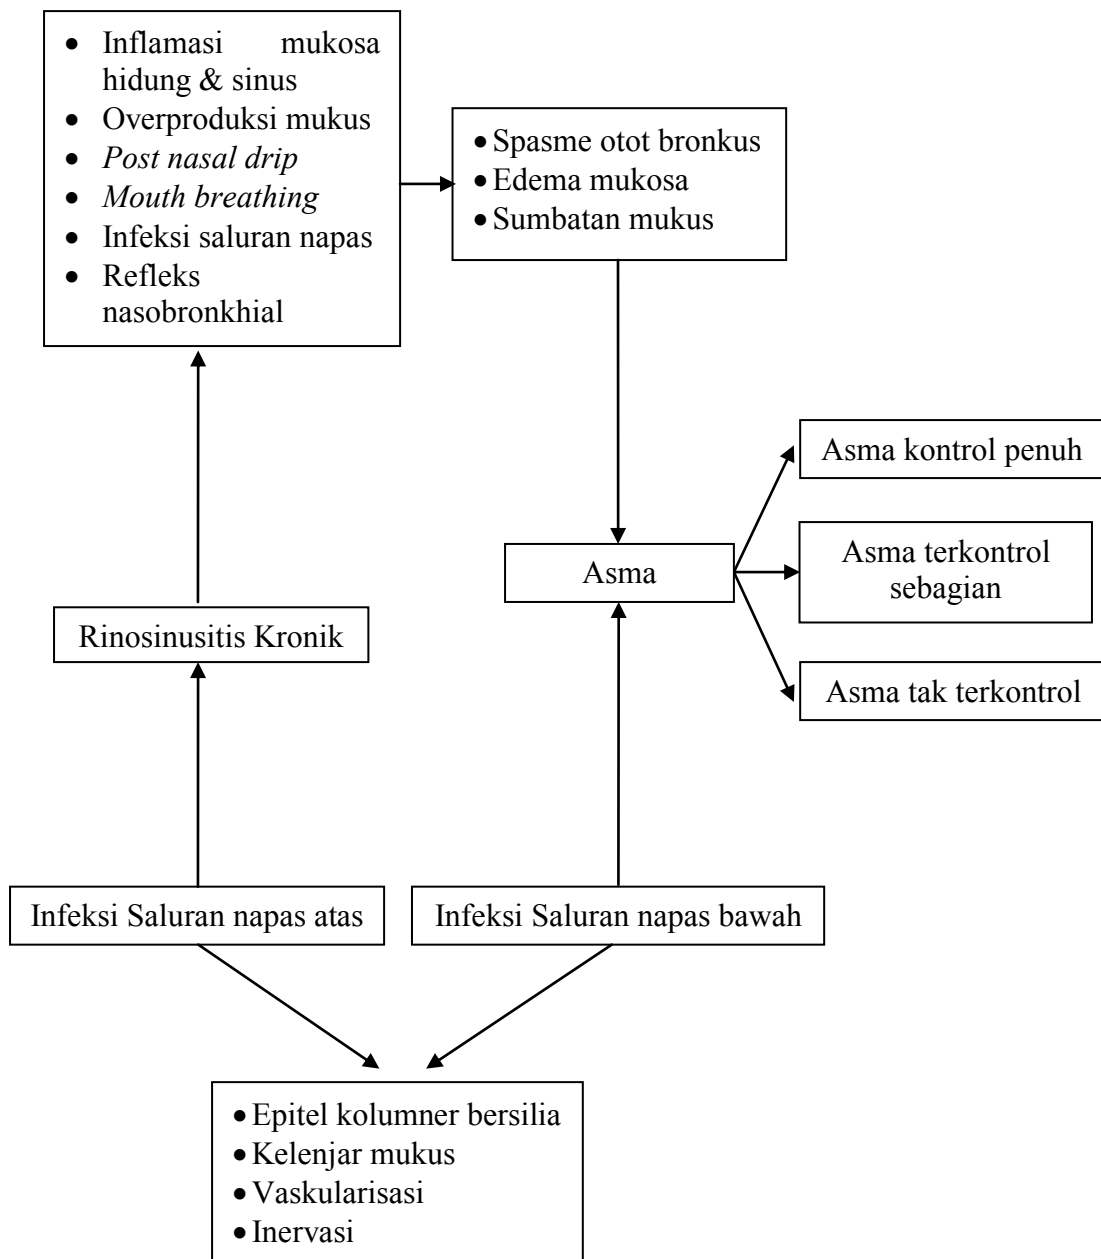 • Inflamasi mukosa
hidung & sinus
• Overproduksi mukus
• Post nasal drip
• Mouth breathing
• Infeksi saluran napas
• Refleks
nasobronkhial
• Spasme otot bronkus
• Edema mukosa
• Sumbatan mukus
Asma kontrol penuh
Asma
Asma terkontrol
sebagian
Rinosinusitis Kronik
Asma tak terkontrol
Infeksi Saluran napas atas
Infeksi Saluran napas bawah
• Epitel kolumner bersilia
• Kelenjar mukus
• Vaskularisasi
• Inervasi